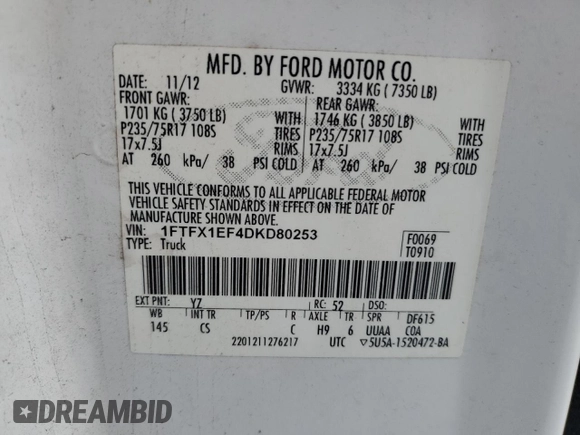 MFD. BY FORD MOTOR CO.
DATE: 11/12 GVWR: 3334 KG ( 7350 LB)
FRONT GAWR: REAR GAWR:
1701 KG ( 3750 LB) WITH 1746 KG ( 3850 LB) WITH
P235/75R17 108S TIRES P235/75R17 108S TIRES
17x7.5J RIMS 17x7.5J RIMS
AT 260 kPa/ 38 PSI COLD AT 260 kPa/ 38 PSI COLD
THIS VEHICLE CONFORMS TO ALL APPLICABLE FEDERAL MOTOR
VEHICLE SAFETY STANDARDS IN EFFECT ON THE DATE OF
MANUFACTURE SHOWN ABOVE.
VIN: 1FTFX1EF4DKD80253 F0069
TYPE: Truck T0910
EXT PNT: YZ RC: 52 DSO:
WB INT TR TP/PS R AXLE TR SPR DF615
145 CS C H9 6 UUAA COA
2201211276217 UTC ▽5U5A-1520472-BA
DREAMBID